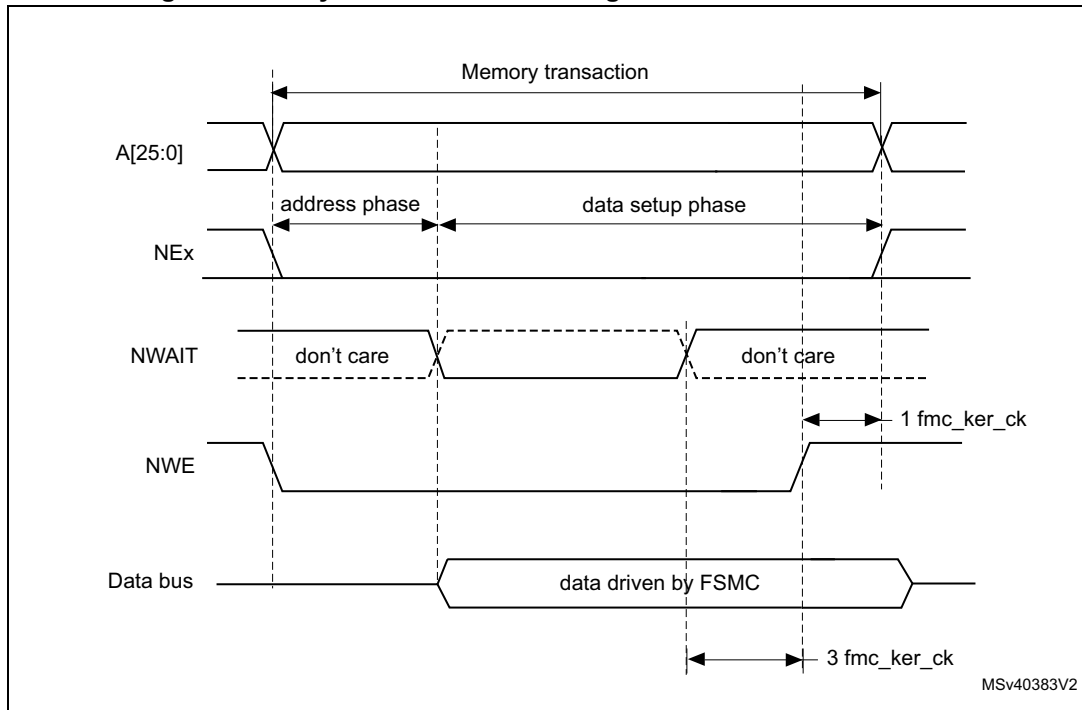 Memory transaction
A[25:0]
address phase
data setup phase
NEx
NWAIT
don't care
don't care
1 fmc_ker_ck
NWE
Data bus
data driven by FSMC
3 fmc_ker_ck
MSv40383V2